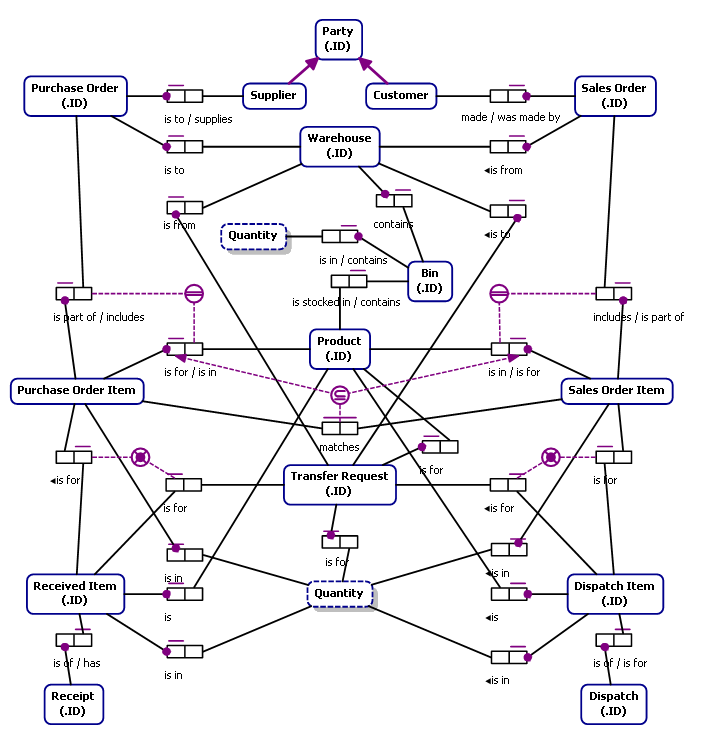 Party
(.ID)
Purchase Order
(.ID)
Supplier
Customer
Sales Order
(.ID)
is to / supplies
made / was made by
Warehouse
(.ID)
is to
◄is from
is from
contains
◄is to
Quantity
is in / contains
Bin
(.ID)
is stocked in / contains
is part of / includes
includes / is part of
Product
(.ID)
is for / is in
is in / is for
Purchase Order Item
Sales Order Item
matches
is for
◄is for
is for
Transfer Request
(.ID)
is for
◄is for
is for
is in
◄is in
Received Item
(.ID)
Quantity
Dispatch Item
(.ID)
is
◄is
is of / has
is of / is for
is in
◄is in
Receipt
(.ID)
Dispatch
(.ID)